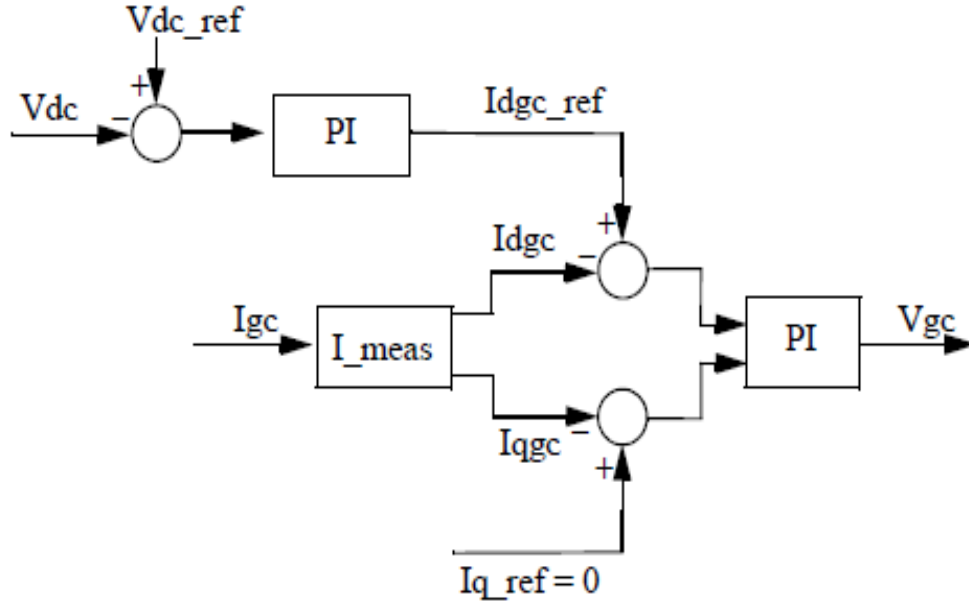 Vdc_ref
+
Vdc
−
PI
Idgc_ref
+
Idgc
−
Igc
I_meas
PI
Vgc
Iqgc
−
+
Iq_ref = 0